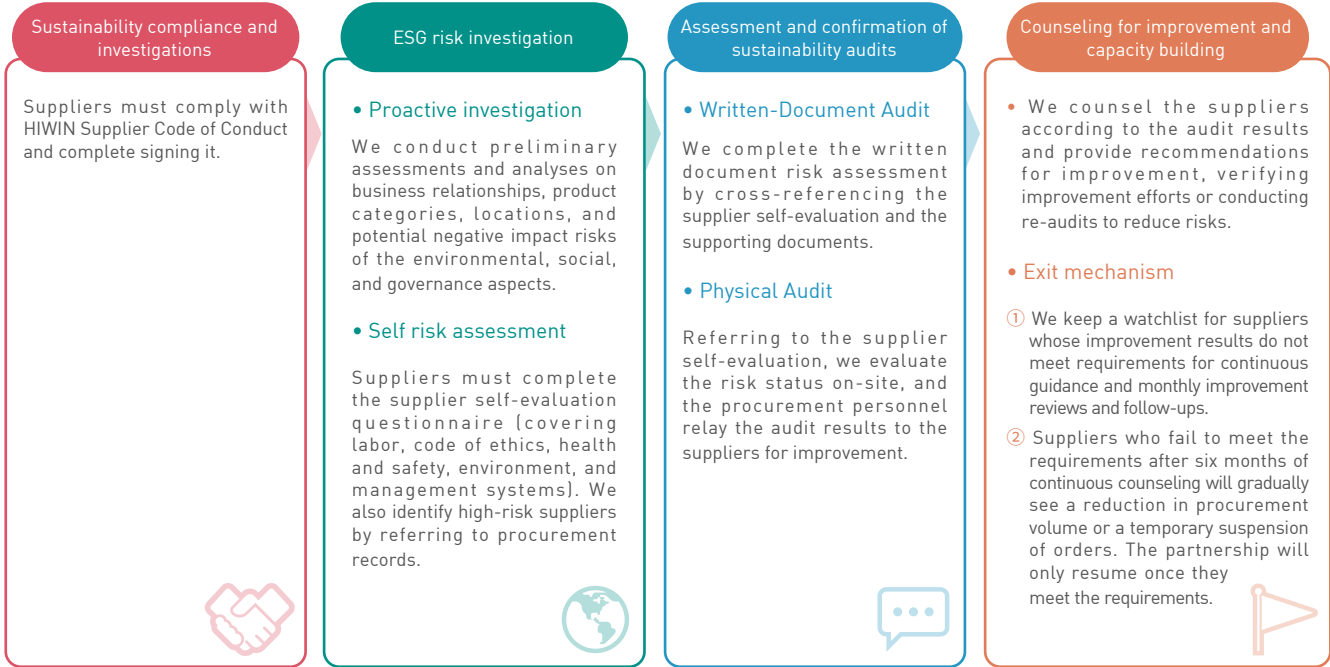 Sustainability compliance and
investigations
Suppliers must comply with
HIWIN Supplier Code of Conduct
and complete signing it.
ESG risk investigation
• Proactive investigation
We conduct preliminary
assessments and analyses on
business relationships, product
categories, locations, and
potential negative impact risks
of the environmental, social,
and governance aspects.
• Self risk assessment
Suppliers must complete
the supplier self-evaluation
questionnaire (covering
labor, code of ethics, health
and safety, environment, and
management systems). We
also identify high-risk suppliers
by referring to procurement
records.
Assessment and confirmation of
sustainability audits
• Written-Document Audit
We complete the written
document risk assessment
by cross-referencing the
supplier self-evaluation and the
supporting documents.
• Physical Audit
Referring to the supplier
self-evaluation, we evaluate
the risk status on-site, and
the procurement personnel
relay the audit results to the
suppliers for improvement.
Counseling for improvement and
capacity building
• We counsel the suppliers
according to the audit results
and provide recommendations
for improvement, verifying
improvement efforts or conducting
re-audits to reduce risks.
• Exit mechanism
① We keep a watchlist for suppliers
whose improvement results do not
meet requirements for continuous
guidance and monthly improvement
reviews and follow-ups.
② Suppliers who fail to meet the
requirements after six months of
continuous counseling will gradually
see a reduction in procurement
volume or a temporary suspension
of orders. The partnership will
only resume once they
meet the requirements.